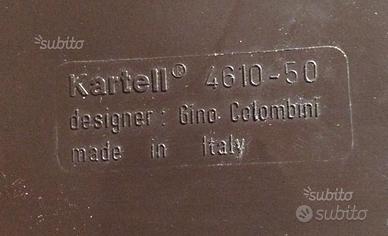 subito
Kartell® 4610-50
designer: Gino Colombini
made in Italy
subito
subito